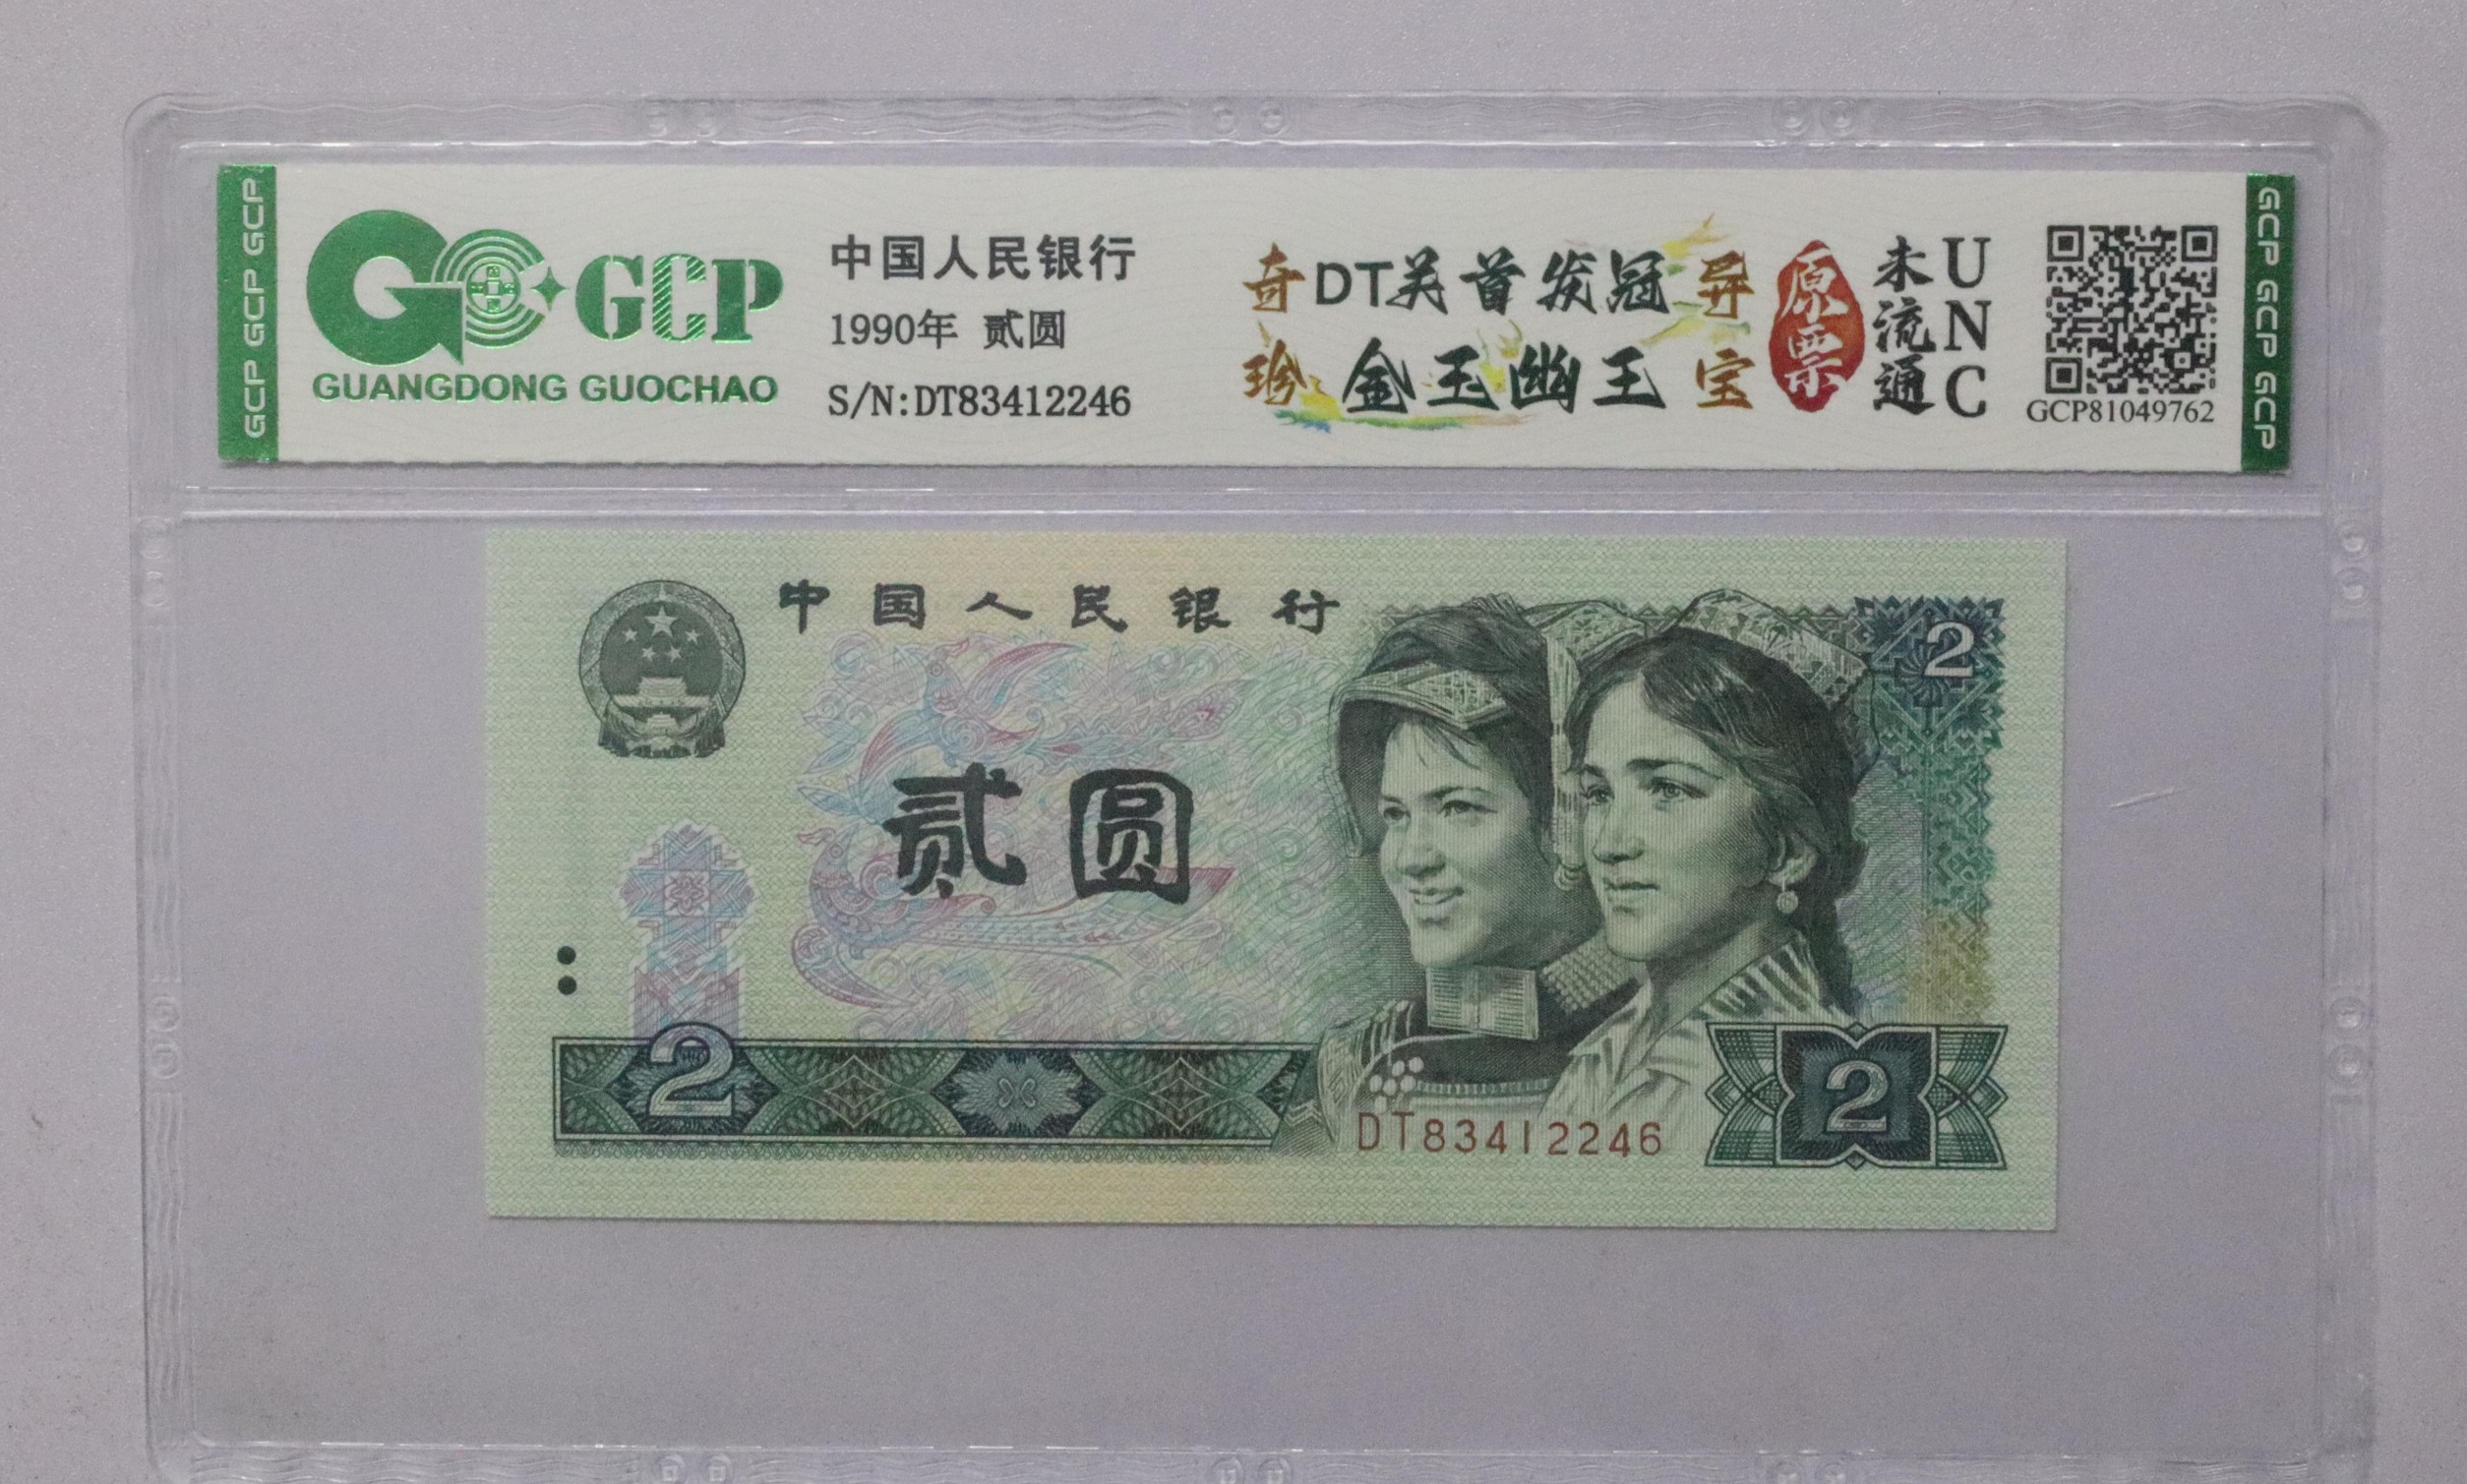 GCP GCP GCP
GCP
GUANGDONG GUOCHAO
中国人民银行
1990年 贰圆
S/N:DT83412246
奇DT关首发冠异
珍金玉幽王宝
原票
未流通
UNC
GCP81049762
GCP GCP GCP
中国人民银行
2
贰圆
2
DT83412246
2